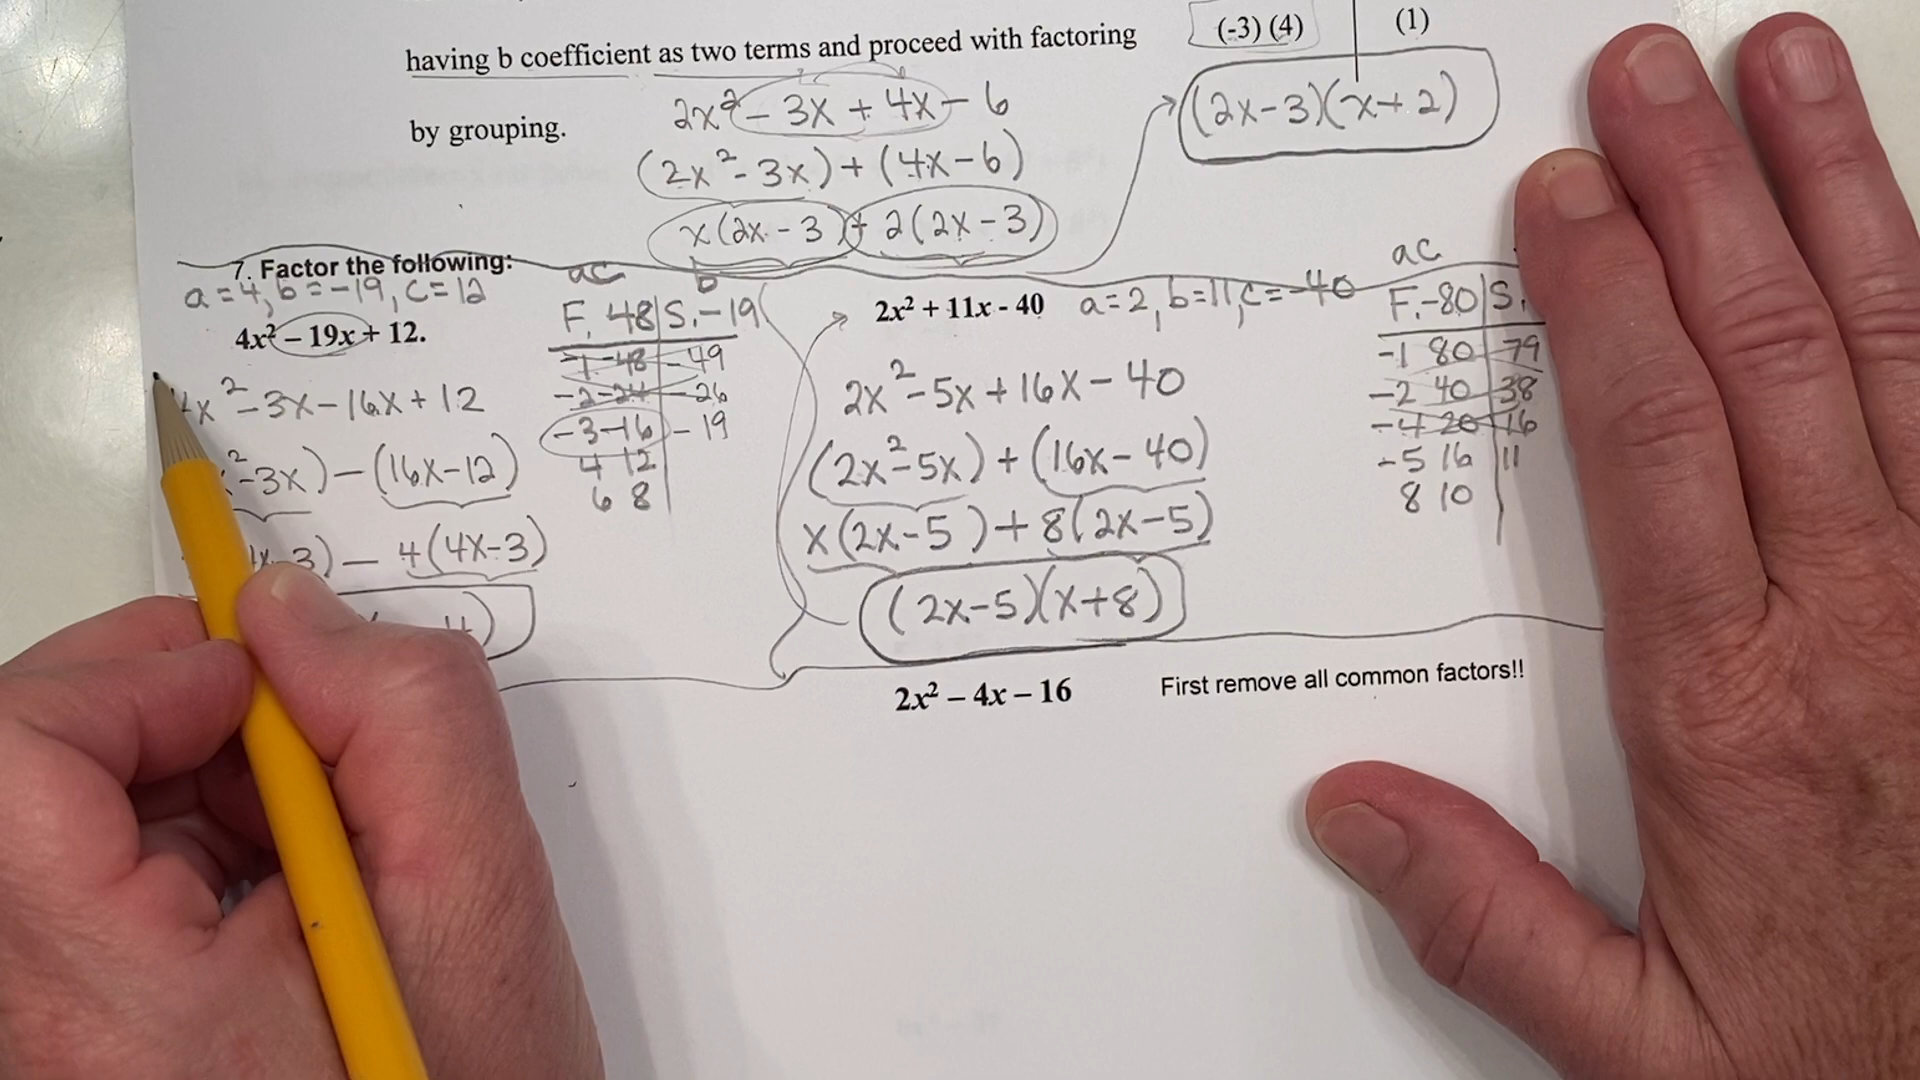 having b coefficient as two terms and proceed with factoring
by grouping.
2x² - 3x + 4x - 6
(2x² - 3x) + (4x - 6)
x(2x - 3) + 2(2x - 3)
(-3) (4)
(1)
(2x - 3)(x + 2)
7. Factor the following:
a = 4, b = -19, c = 12
4x² – 19x + 12.
4x² - 3x - 16x + 12
²-3x) - (16x - 12)
3) - 4(4x - 3)
4)
ac
b
F. 48 S. -19
-1 -48 -49
-2 -24 -26
-3 -16 -19
4 12
6 8
2x² + 11x - 40
a = 2, b = 11, c = -40
2x² - 5x + 16x - 40
(2x² - 5x) + (16x - 40)
x(2x - 5) + 8(2x - 5)
(2x - 5)(x + 8)
ac
F. -80 S.
-1 80 79
-2 40 38
-4 20 16
-5 16 11
8 10
2x² – 4x – 16
First remove all common factors!!